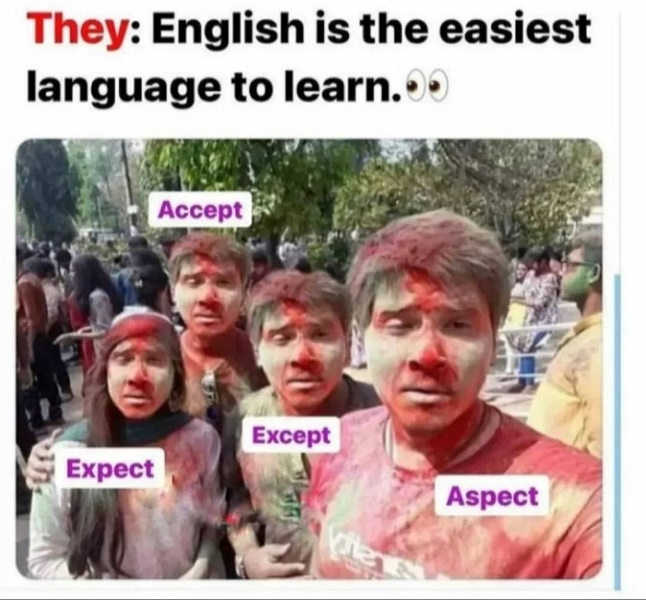 They: English is the easiest
language to learn.👀
Accept
Except
Expect
Aspect